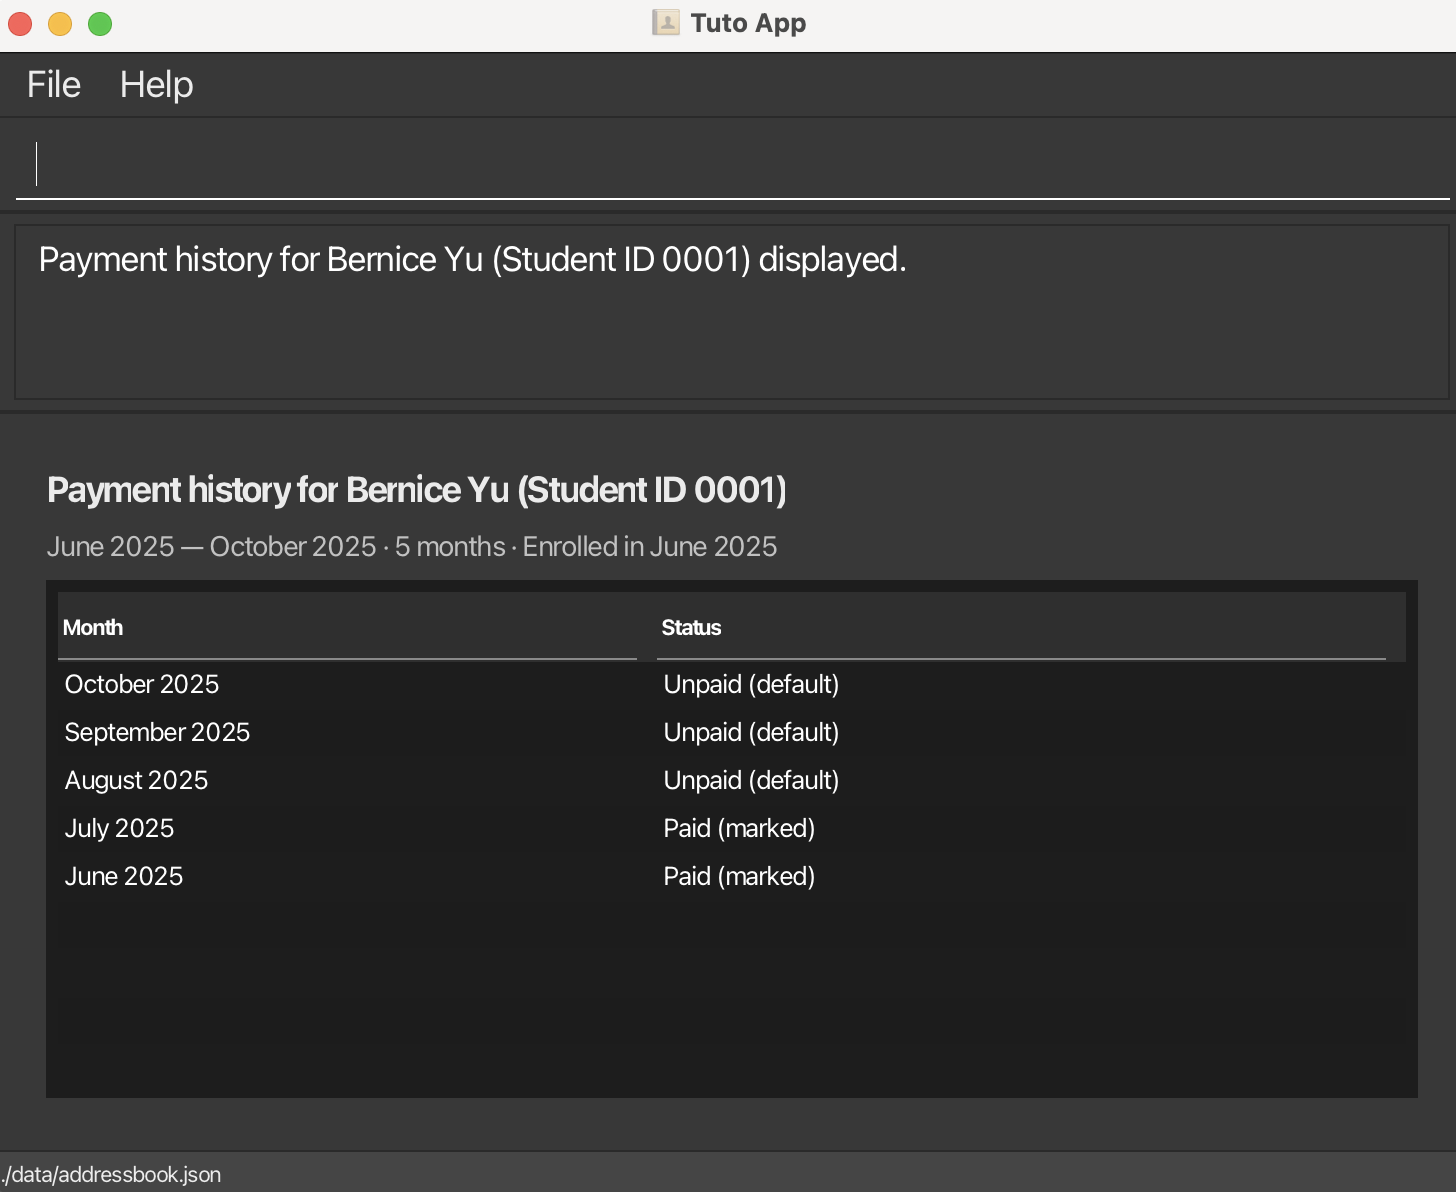 Tuto App
File Help
Payment history for Bernice Yu (Student ID 0001) displayed.
Payment history for Bernice Yu (Student ID 0001)
June 2025 — October 2025 · 5 months · Enrolled in June 2025
Month Status
October 2025 Unpaid (default)
September 2025 Unpaid (default)
August 2025 Unpaid (default)
July 2025 Paid (marked)
June 2025 Paid (marked)
./data/addressbook.json